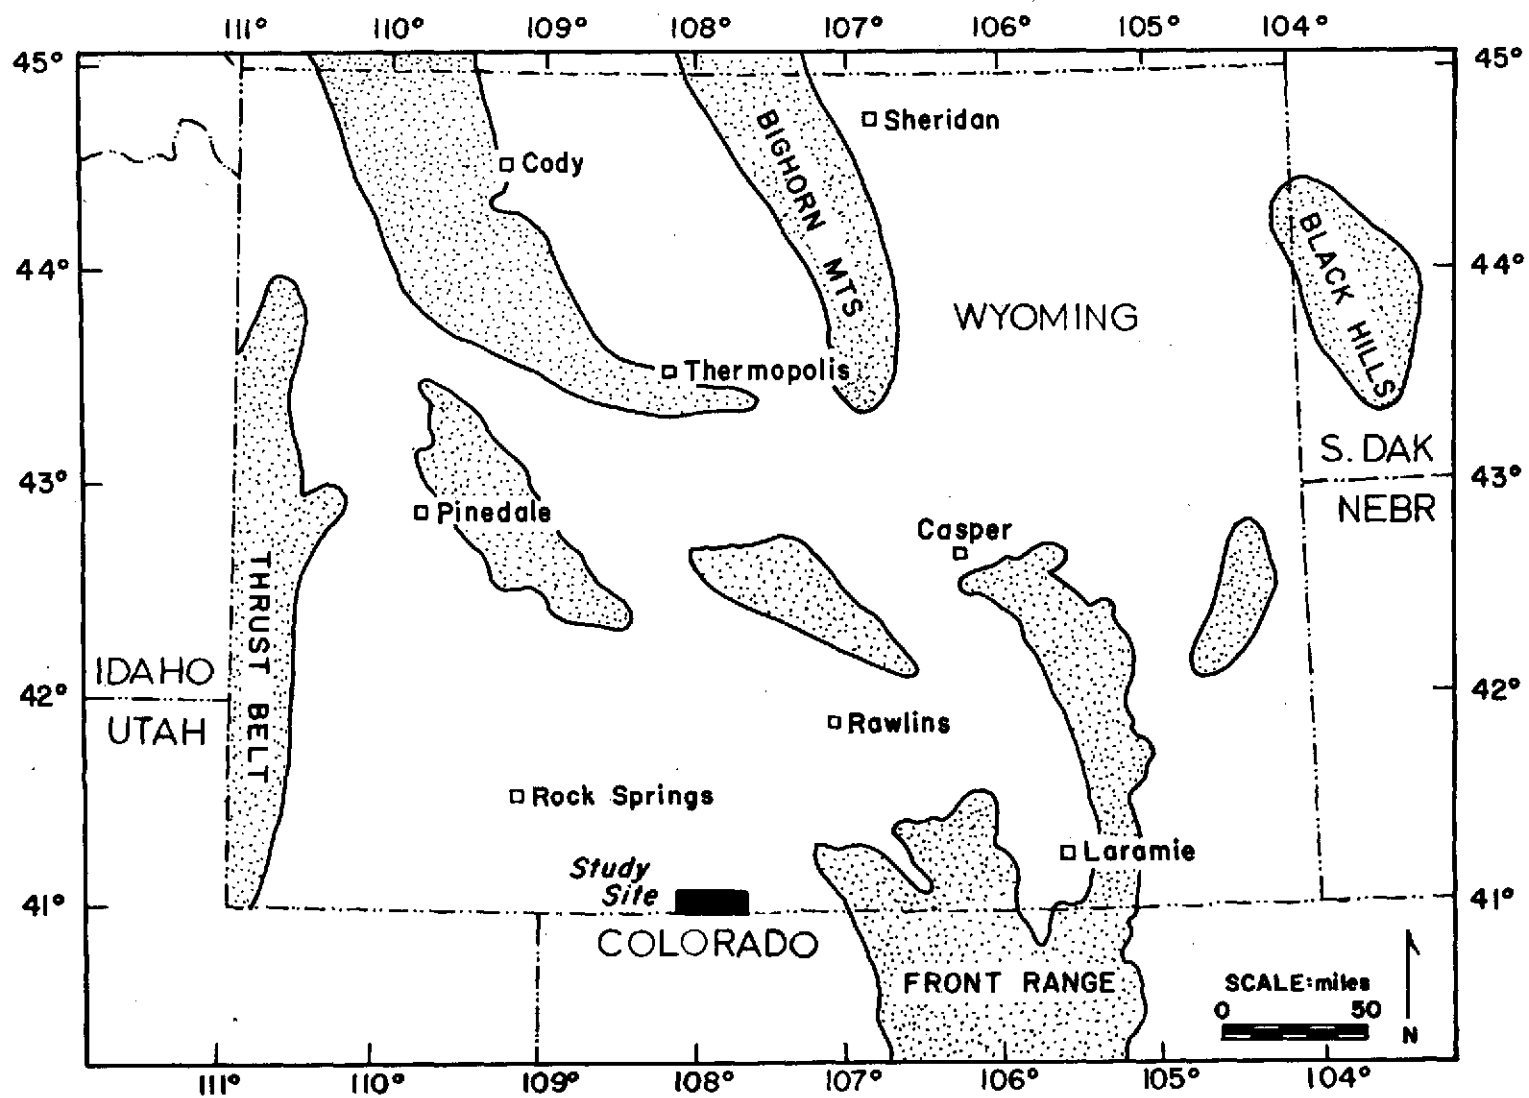 111° 110° 109° 108° 107° 106° 105° 104°
45° 45°
Sheridan
BIGHORN MTS
Cody
BLACK HILLS
44° 44°
WYOMING
Thermopolis
S. DAK
43° 43°
NEBR
Pinedale
Casper
THRUST BELT
IDAHO
42° 42°
UTAH
Rawlins
Rock Springs
Laramie
Study
Site
41° 41°
COLORADO
FRONT RANGE
SCALE: miles
0 50
N
111° 110° 109° 108° 107° 106° 105° 104°